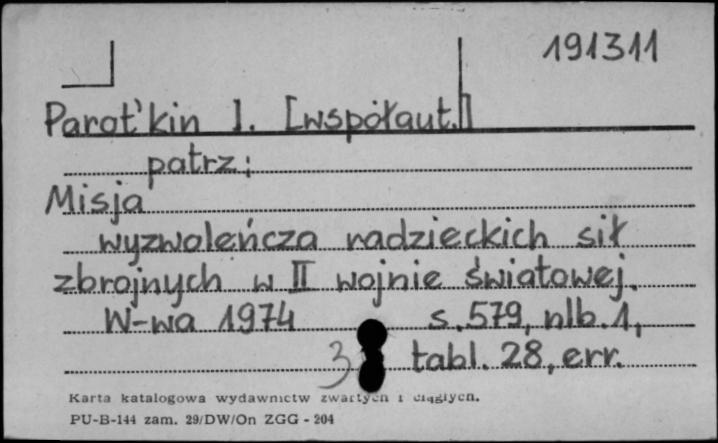 191311
Parot'kin I. [współaut.]
patrz:
Misja
wyzwoleńcza radzieckich sił
zbrojnych w II wojnie światowej.
W-wa 1974 s. 579, nlb. 1,
3 tabl. 28, err.
Karta katalogowa wydawnictw zwartych i ciągłych.
PU-B-144 zam. 29/DW/On ZGG - 204